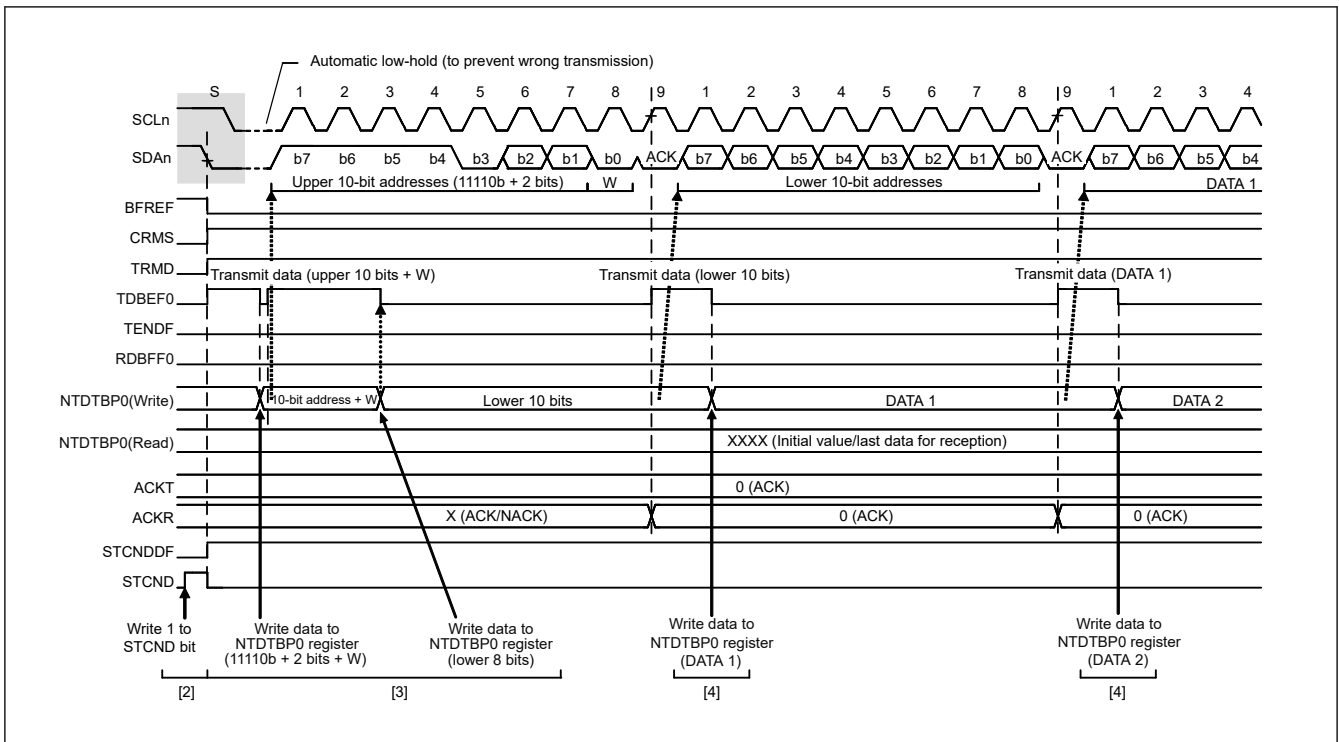 Automatic low-hold (to prevent wrong transmission)
S 1 2 3 4 5 6 7 8 9 1 2 3 4 5 6 7 8 9 1 2 3 4
SCLn
SDAn b7 b6 b5 b4 b3 b2 b1 b0 ACK b7 b6 b5 b4 b3 b2 b1 b0 ACK b7 b6 b5 b4
Upper 10-bit addresses (11110b + 2 bits) W Lower 10-bit addresses DATA 1
BFREF
CRMS
TRMD
Transmit data (upper 10 bits + W) Transmit data (lower 10 bits) Transmit data (DATA 1)
TDBEF0
TENDF
RDBFF0
NTDTBP0(Write) 10-bit address + W Lower 10 bits DATA 1 DATA 2
NTDTBP0(Read) XXXX (Initial value/last data for reception)
ACKT 0 (ACK)
ACKR X (ACK/NACK) 0 (ACK) 0 (ACK)
STCNDDF
STCND
Write 1 to
STCND bit
Write data to
NTDTBP0 register
(11110b + 2 bits + W)
Write data to
NTDTBP0 register
(lower 8 bits)
Write data to
NTDTBP0 register
(DATA 1)
Write data to
NTDTBP0 register
(DATA 2)
[2] [3] [4] [4]